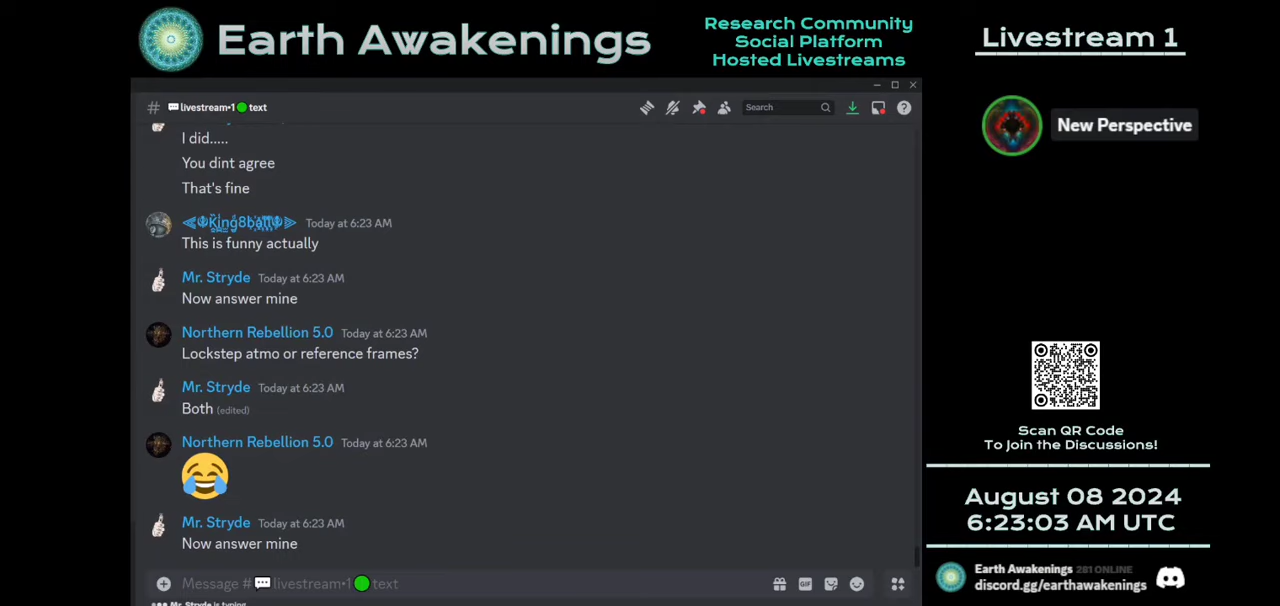 Earth Awakenings
Research Community
Social Platform
Hosted Livestreams
Livestream 1
# 💬livestream•1🟢text
Search
New Perspective
I did.....
You dint agree
That's fine
King8ball Today at 6:23 AM
This is funny actually
Mr. Stryde Today at 6:23 AM
Now answer mine
Northern Rebellion 5.0 Today at 6:23 AM
Lockstep atmo or reference frames?
Mr. Stryde Today at 6:23 AM
Both (edited)
Northern Rebellion 5.0 Today at 6:23 AM
😂
Mr. Stryde Today at 6:23 AM
Now answer mine
Message # 💬livestream•1🟢text
GIF
Mr. Stryde is typing
Scan QR Code
To Join the Discussions!
August 08 2024
6:23:03 AM UTC
Earth Awakenings 281 ONLINE
discord.gg/earthawakenings